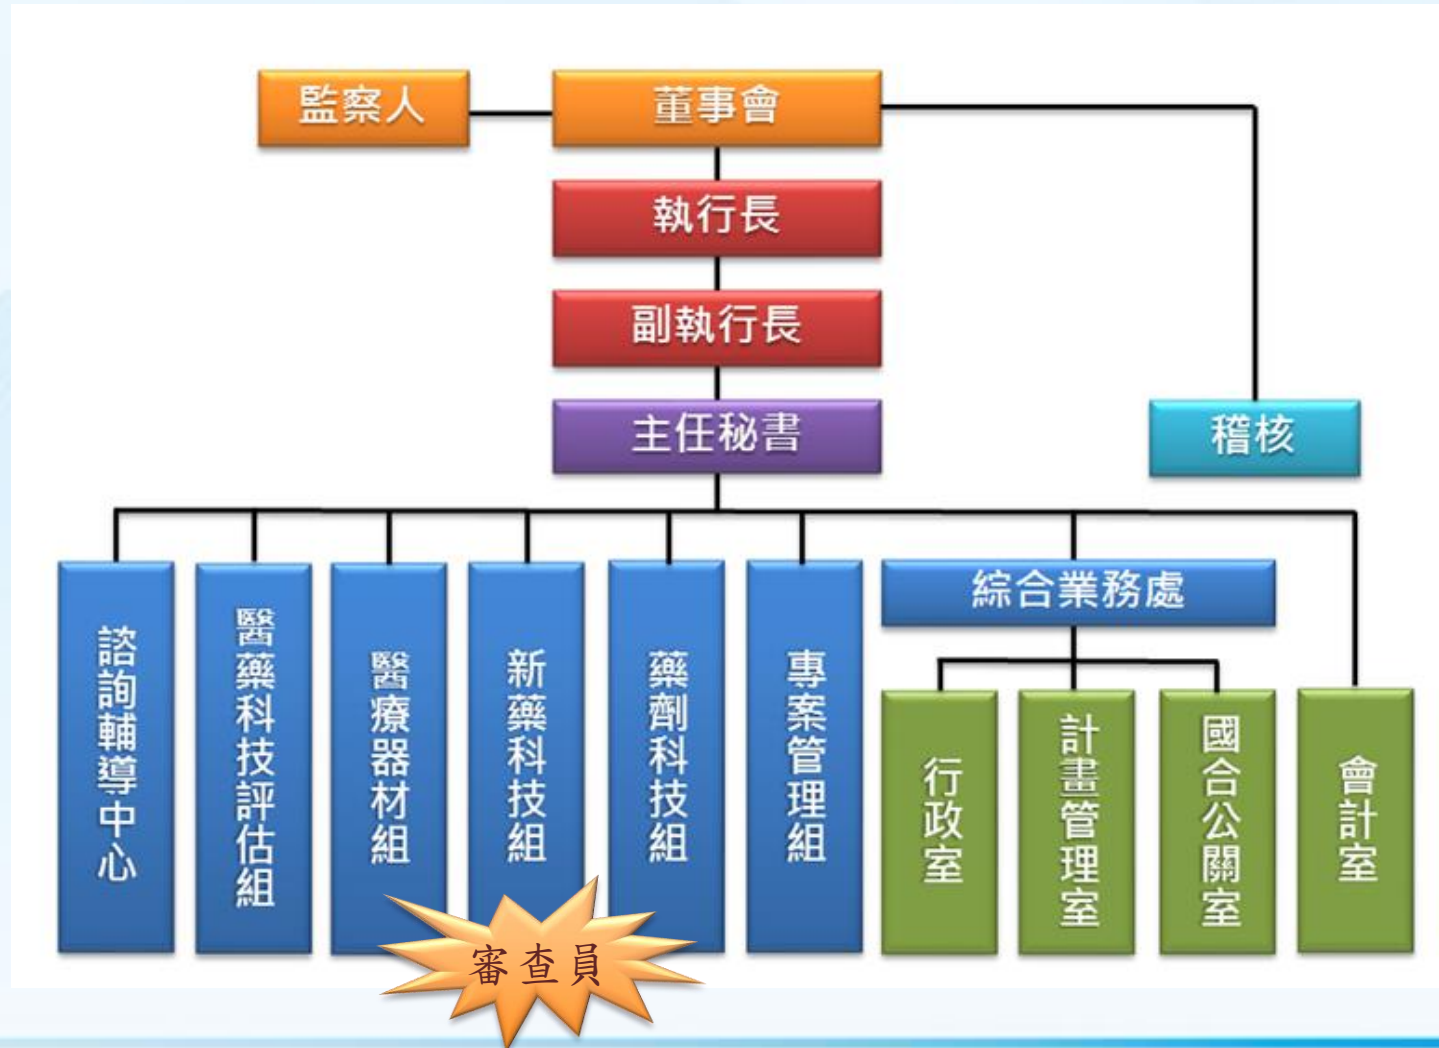 監察人
董事會
執行長
副執行長
主任秘書
稽核
諮詢輔導中心
醫藥科技評估組
醫療器材組
新藥科技組
藥劑科技組
專案管理組
綜合業務處
行政室
計畫管理室
國合公關室
會計室
審查員